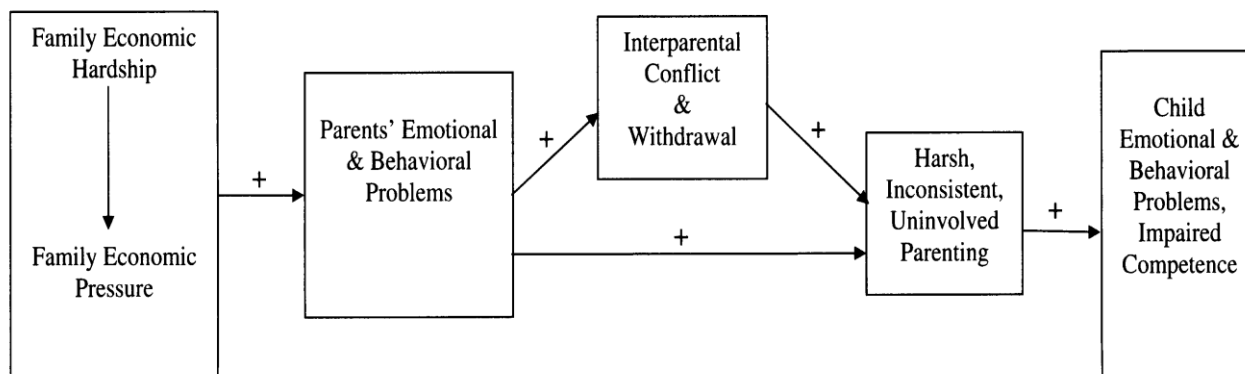 Family Economic
Hardship
Family Economic
Pressure
+
Parents' Emotional
& Behavioral
Problems
+
+
Interparental
Conflict
&
Withdrawal
+
Harsh,
Inconsistent,
Uninvolved
Parenting
+
Child
Emotional &
Behavioral
Problems,
Impaired
Competence